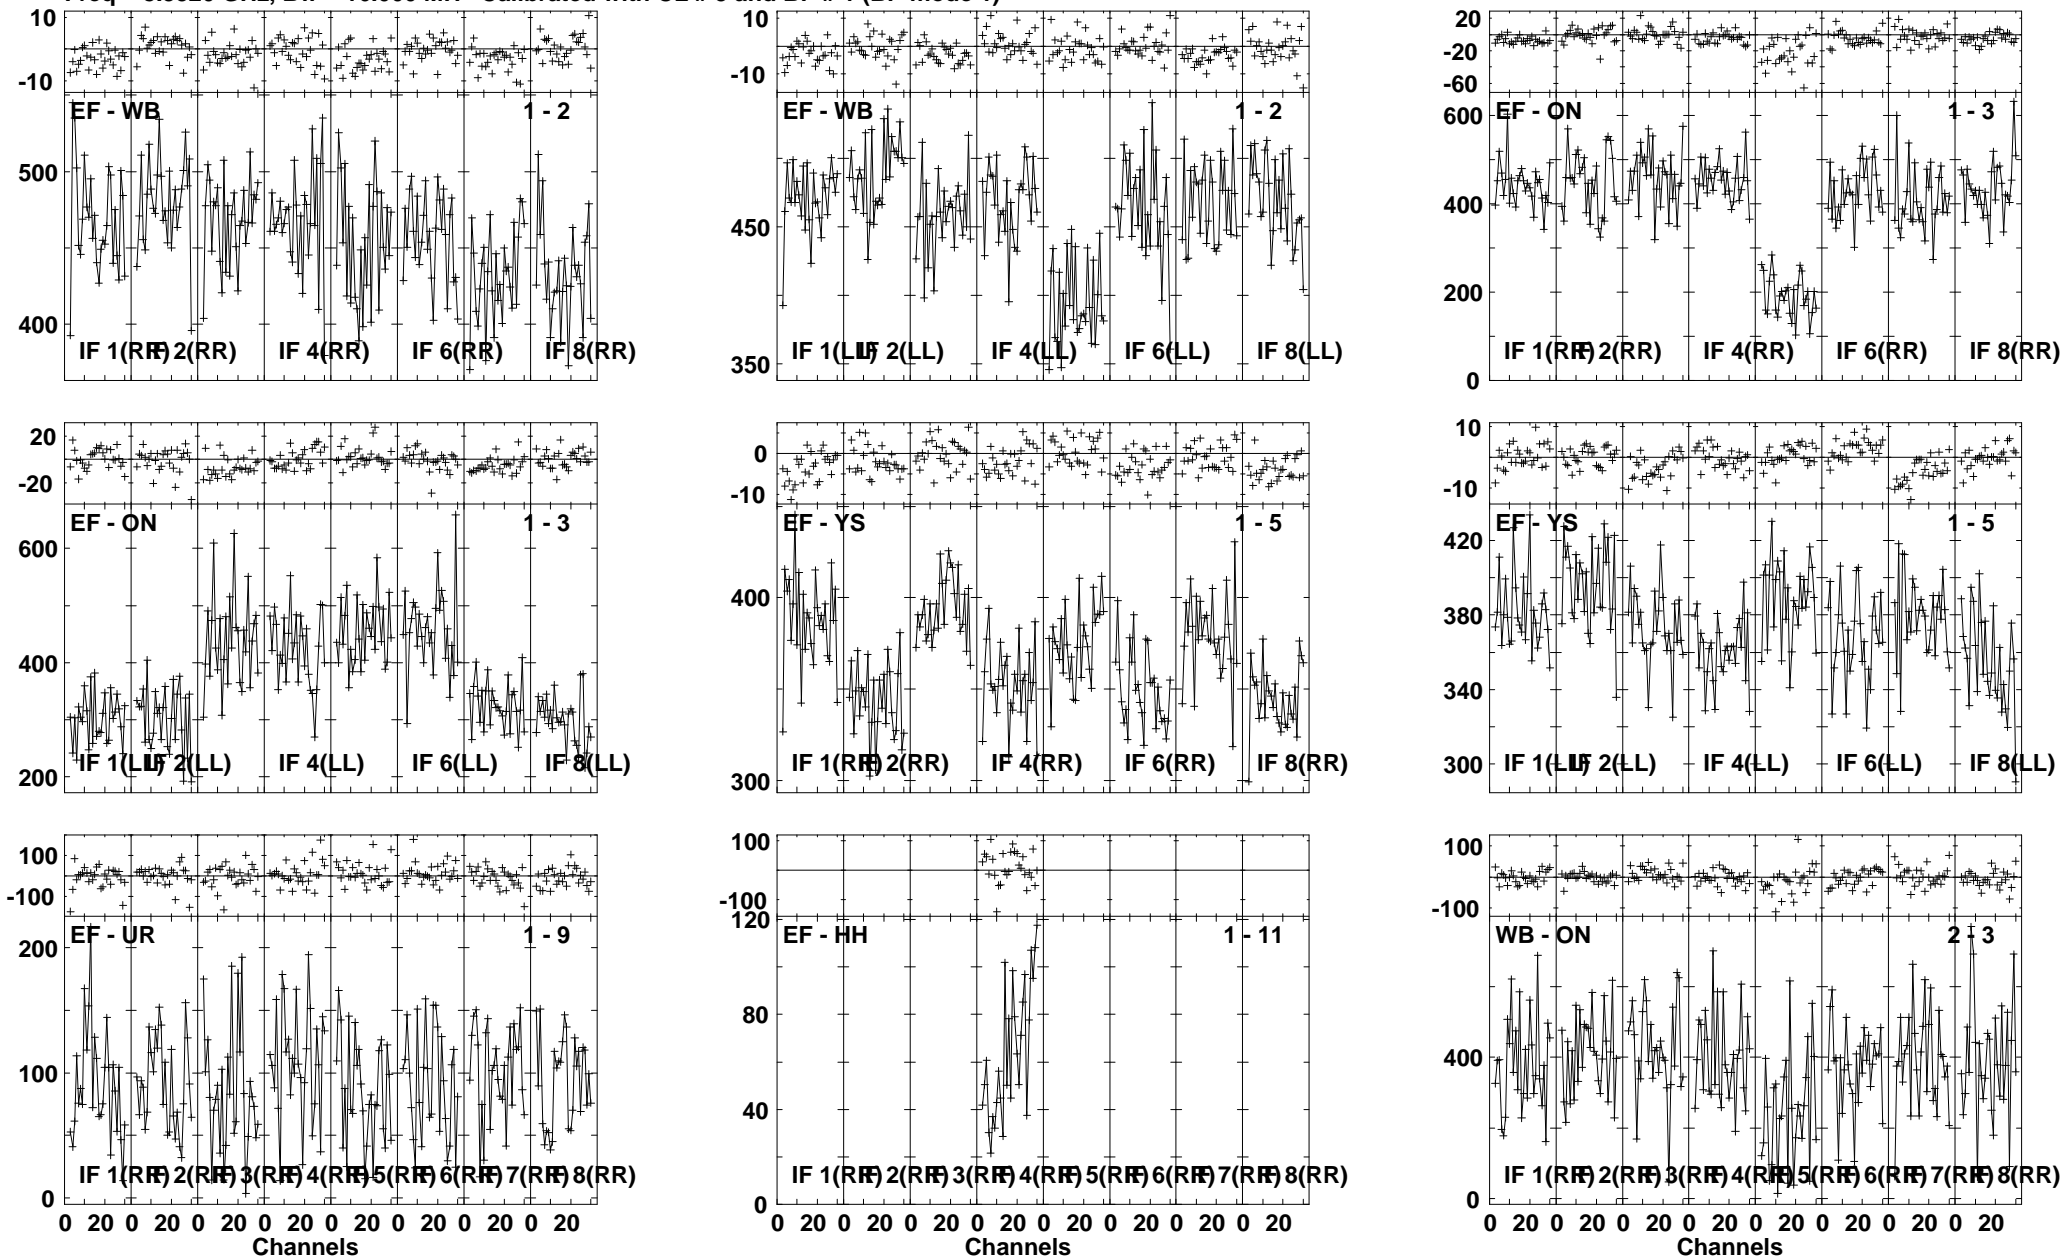 10
-10
EF - WB
1 - 2
500
400
IF 1(RR) IF 2(RR) IF 4(RR) IF 6(RR) IF 8(RR)
10
-10
EF - WB
1 - 2
450
350
IF 1(LL) IF 2(LL) IF 4(LL) IF 6(LL) IF 8(LL)
20
-20
-60
EF - ON
1 - 3
600
400
200
0
IF 1(RR) IF 2(RR) IF 4(RR) IF 6(RR) IF 8(RR)
20
-20
EF - ON
1 - 3
600
400
200
IF 1(LL) IF 2(LL) IF 4(LL) IF 6(LL) IF 8(LL)
0
-10
EF - YS
1 - 5
400
300
IF 1(RR) IF 2(RR) IF 4(RR) IF 6(RR) IF 8(RR)
10
-10
EF - YS
1 - 5
420
380
340
300
IF 1(LL) IF 2(LL) IF 4(LL) IF 6(LL) IF 8(LL)
100
-100
EF - UR
1 - 9
200
100
0
IF 1(RR) IF 2(RR) IF 3(RR) IF 4(RR) IF 5(RR) IF 6(RR) IF 7(RR) IF 8(RR)
0 20 0 20 0 20 0 20 0 20 0 20 0 20 0 20
Channels
100
-100
EF - HH
1 - 11
120
80
40
0
IF 1(RR) IF 2(RR) IF 3(RR) IF 4(RR) IF 5(RR) IF 6(RR) IF 7(RR) IF 8(RR)
0 20 0 20 0 20 0 20 0 20 0 20 0 20 0 20
Channels
100
-100
WB - ON
2 - 3
400
0
IF 1(RR) IF 2(RR) IF 3(RR) IF 4(RR) IF 5(RR) IF 6(RR) IF 7(RR) IF 8(RR)
0 20 0 20 0 20 0 20 0 20 0 20 0 20 0 20
Channels